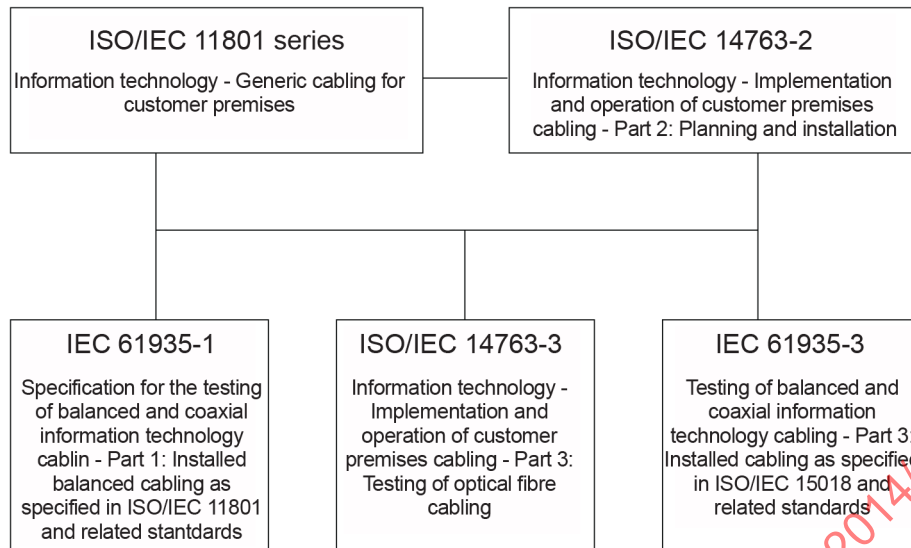 ISO/IEC 11801 series
Information technology - Generic cabling for
customer premises
ISO/IEC 14763-2
Information technology - Implementation
and operation of customer premises
cabling - Part 2: Planning and installation
IEC 61935-1
Specification for the testing
of balanced and coaxial
information technology
cablin - Part 1: Installed
balanced cabling as
specified in ISO/IEC 11801
and related stantdards
ISO/IEC 14763-3
Information technology -
Implementation and
operation of customer
premises cabling - Part 3:
Testing of optical fibre
cabling
IEC 61935-3
Testing of balanced and
coaxial information
technology cabling - Part 3:
Installed cabling as specified
in ISO/IEC 15018 and
related standards
2014/